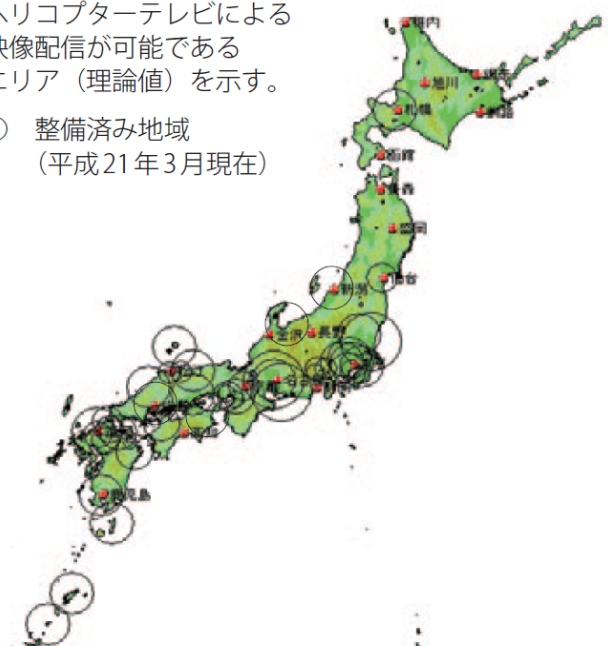 ヘリコプターテレビによる
映像配信が可能である
エリア（理論値）を示す。
○ 整備済み地域
（平成21年3月現在）
稚内
旭川
札幌
函館
青森
盛岡
仙台
新潟
長野
金沢
鹿児島